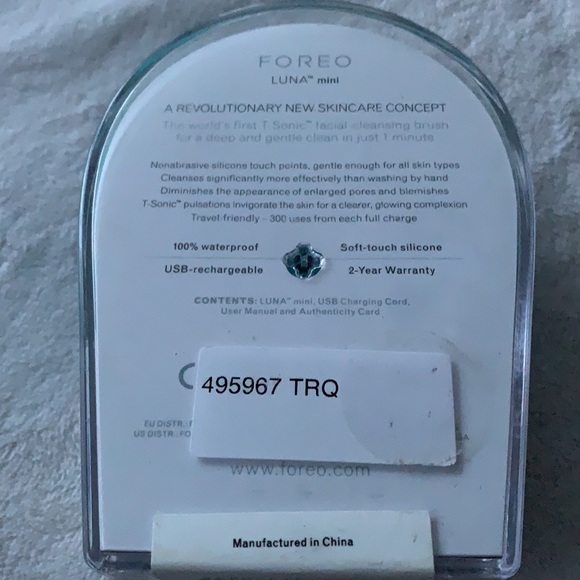 FOREO
LUNA™ mini
A REVOLUTIONARY NEW SKINCARE CONCEPT
The world's first T-Sonic™ facial-cleansing brush
for a deep and gentle clean in just 1 minute
Nonabrasive silicone touch points, gentle enough for all skin types
Cleanses significantly more effectively than washing by hand
Diminishes the appearance of enlarged pores and blemishes
T-Sonic™ pulsations invigorate the skin for a clearer, glowing complexion
Travel-friendly - 300 uses from each full charge
100% waterproof Soft-touch silicone
USB-rechargeable 2-Year Warranty
CONTENTS: LUNA™ mini, USB Charging Cord,
User Manual and Authenticity Card
495967 TRQ
EU DISTR.:
US DISTR.: FO
www.foreo.com
Manufactured in China